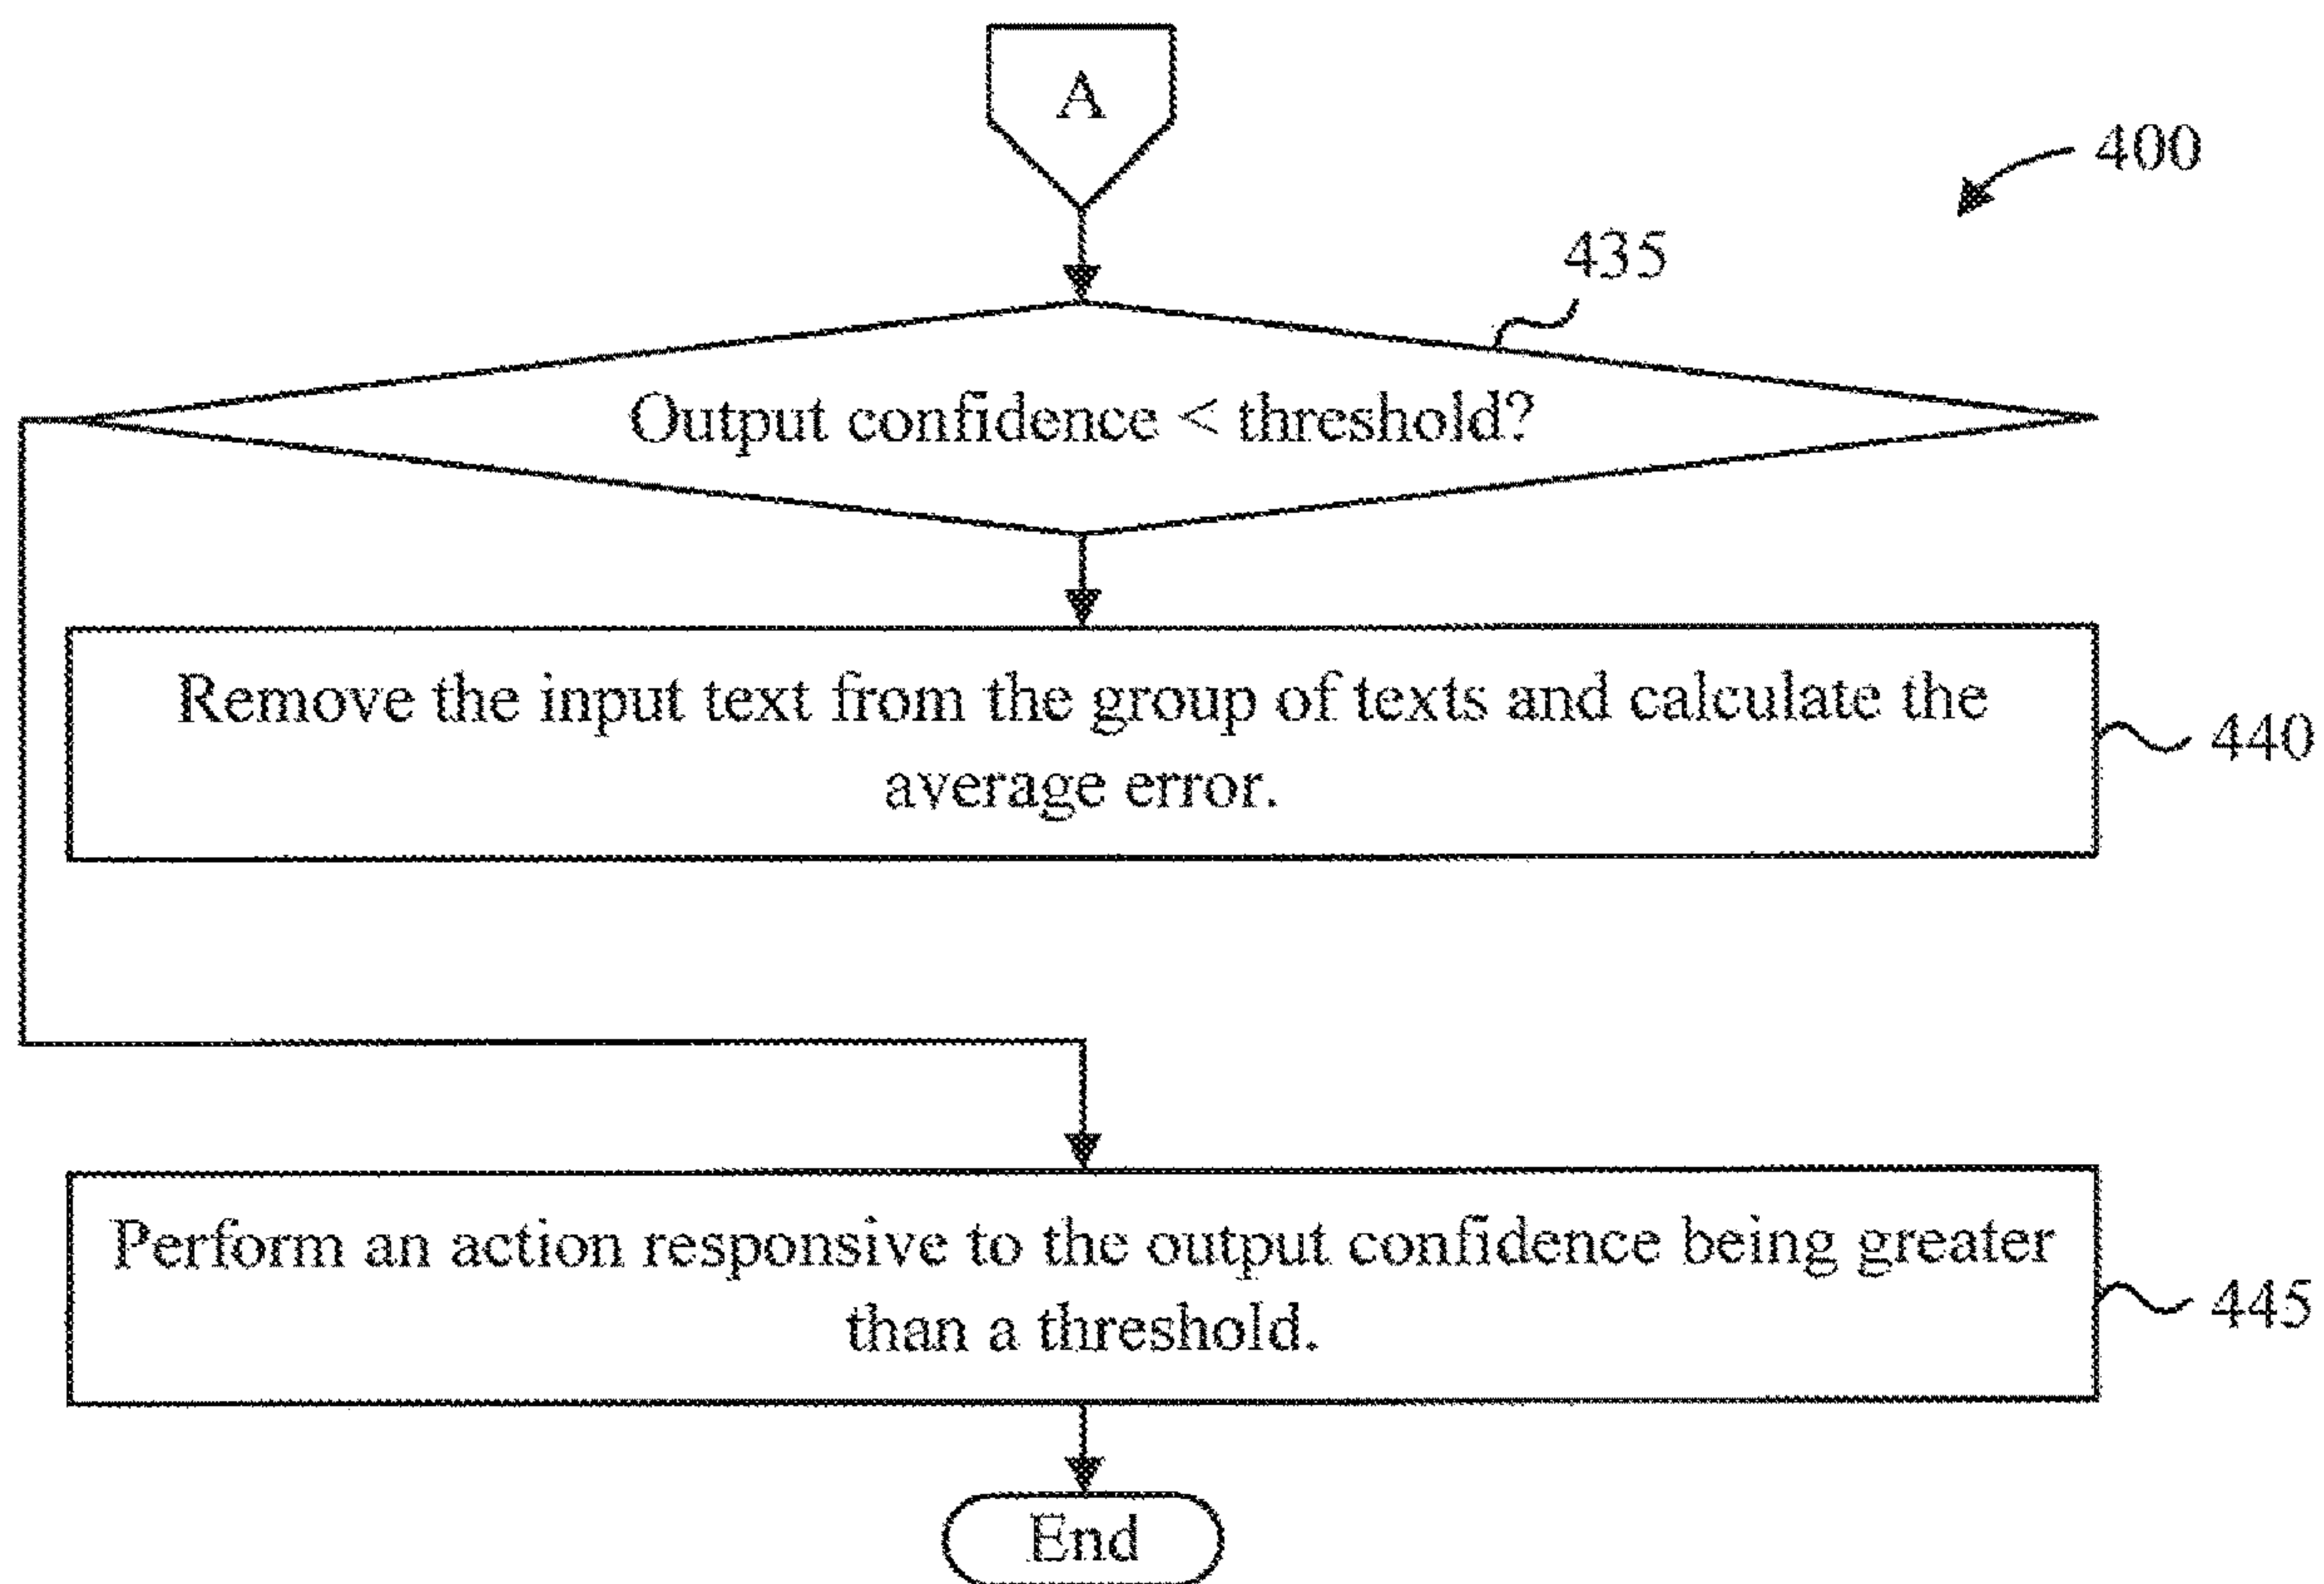 A
400
435
Output confidence < threshold?
Remove the input text from the group of texts and calculate the
average error.
440
Perform an action responsive to the output confidence being greater
than a threshold.
445
End